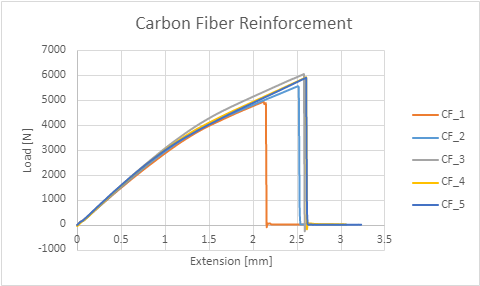 Carbon Fiber Reinforcement
7000
6000
5000
4000
3000
2000
1000
0
-1000
Load [N]
0 0.5 1 1.5 2 2.5 3 3.5
Extension [mm]
CF_1
CF_2
CF_3
CF_4
CF_5